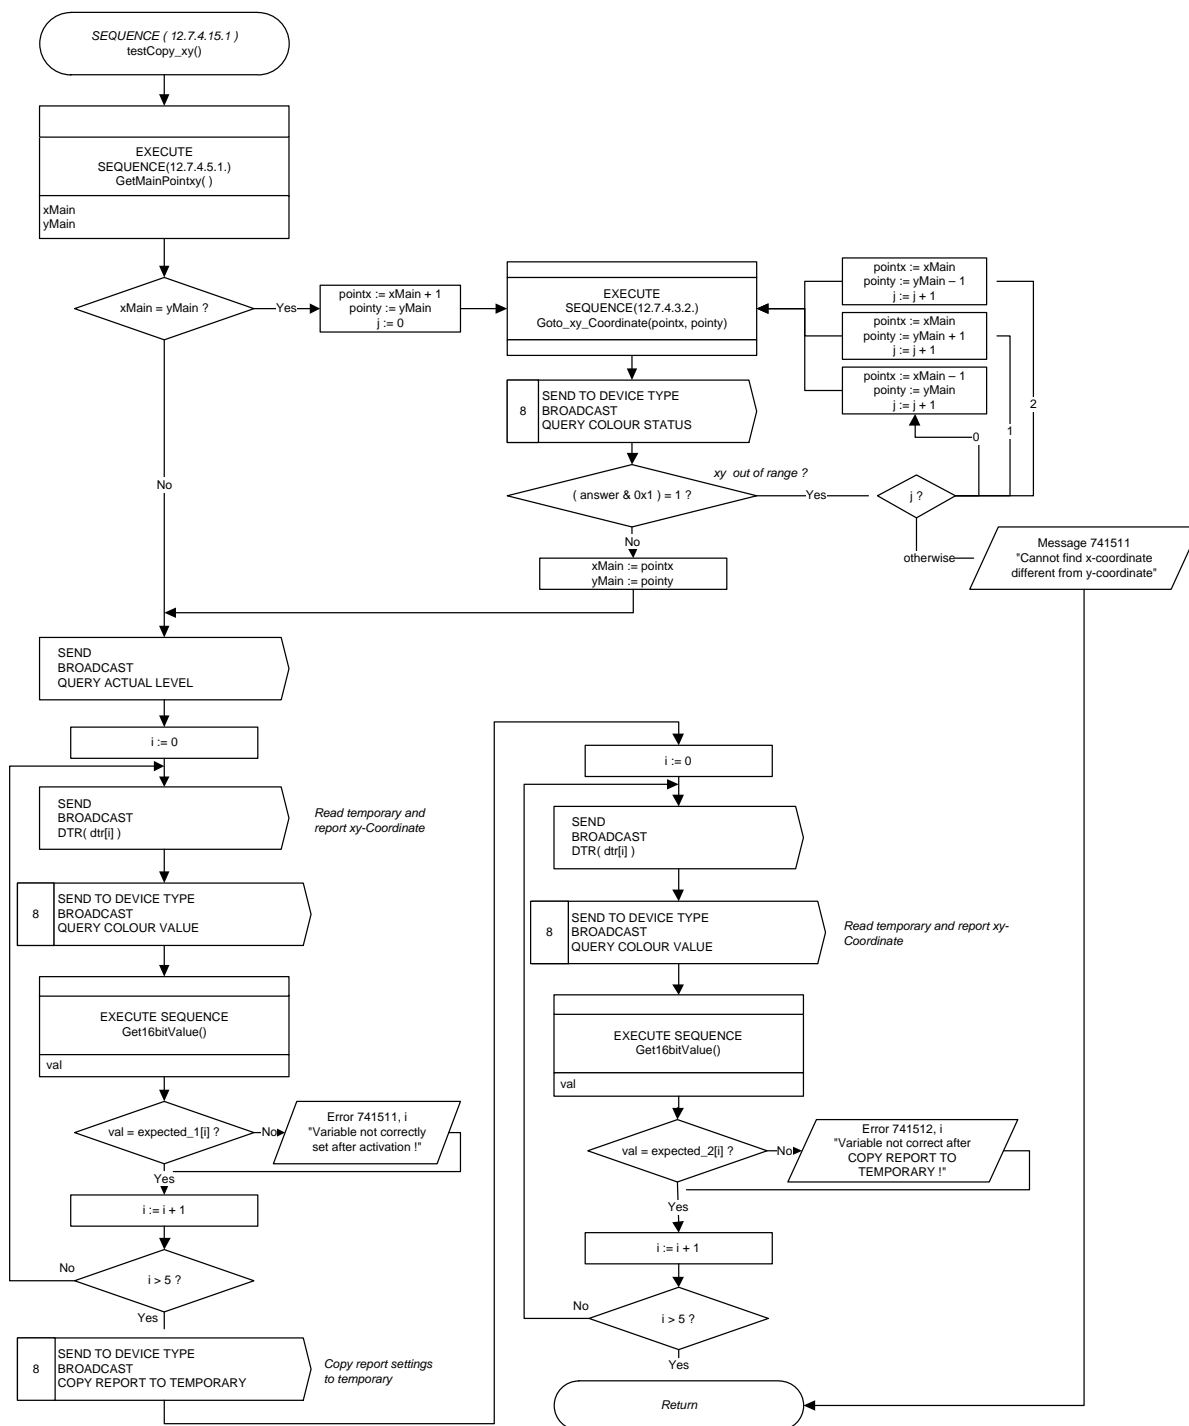 SEQUENCE ( 12.7.4.15.1 )
testCopy_xy()
EXECUTE
SEQUENCE(12.7.4.5.1.)
GetMainPointxy( )
xMain
yMain
xMain = yMain ?
Yes
pointx := xMain + 1
pointy := yMain
j := 0
EXECUTE
SEQUENCE(12.7.4.3.2.)
Goto_xy_Coordinate(pointx, pointy)
pointx := xMain
pointy := yMain – 1
j := j + 1
pointx := xMain
pointy := yMain + 1
j := j + 1
pointx := xMain – 1
pointy := yMain
j := j + 1
2
1
0
8
SEND TO DEVICE TYPE
BROADCAST
QUERY COLOUR STATUS
xy out of range ?
( answer & 0x1 ) = 1 ?
Yes
j ?
No
No
otherwise
Message 741511
"Cannot find x-coordinate
different from y-coordinate"
xMain := pointx
yMain := pointy
SEND
BROADCAST
QUERY ACTUAL LEVEL
i := 0
SEND
BROADCAST
DTR( dtr[i] )
Read temporary and
report xy-Coordinate
8
SEND TO DEVICE TYPE
BROADCAST
QUERY COLOUR VALUE
EXECUTE SEQUENCE
Get16bitValue()
val
val = expected_1[i] ?
No
Error 741511, i
"Variable not correctly
set after activation !"
Yes
i := i + 1
No
i > 5 ?
Yes
8
SEND TO DEVICE TYPE
BROADCAST
COPY REPORT TO TEMPORARY
Copy report settings
to temporary
i := 0
SEND
BROADCAST
DTR( dtr[i] )
8
SEND TO DEVICE TYPE
BROADCAST
QUERY COLOUR VALUE
Read temporary and report xy-
Coordinate
EXECUTE SEQUENCE
Get16bitValue()
val
val = expected_2[i] ?
No
Error 741512, i
"Variable not correct after
COPY REPORT TO
TEMPORARY !"
Yes
i := i + 1
No
i > 5 ?
Yes
Return